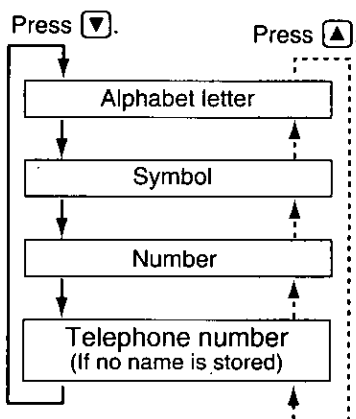 Press ▼.
Press ▲
Alphabet letter
Symbol
Number
Telephone number
(If no name is stored)